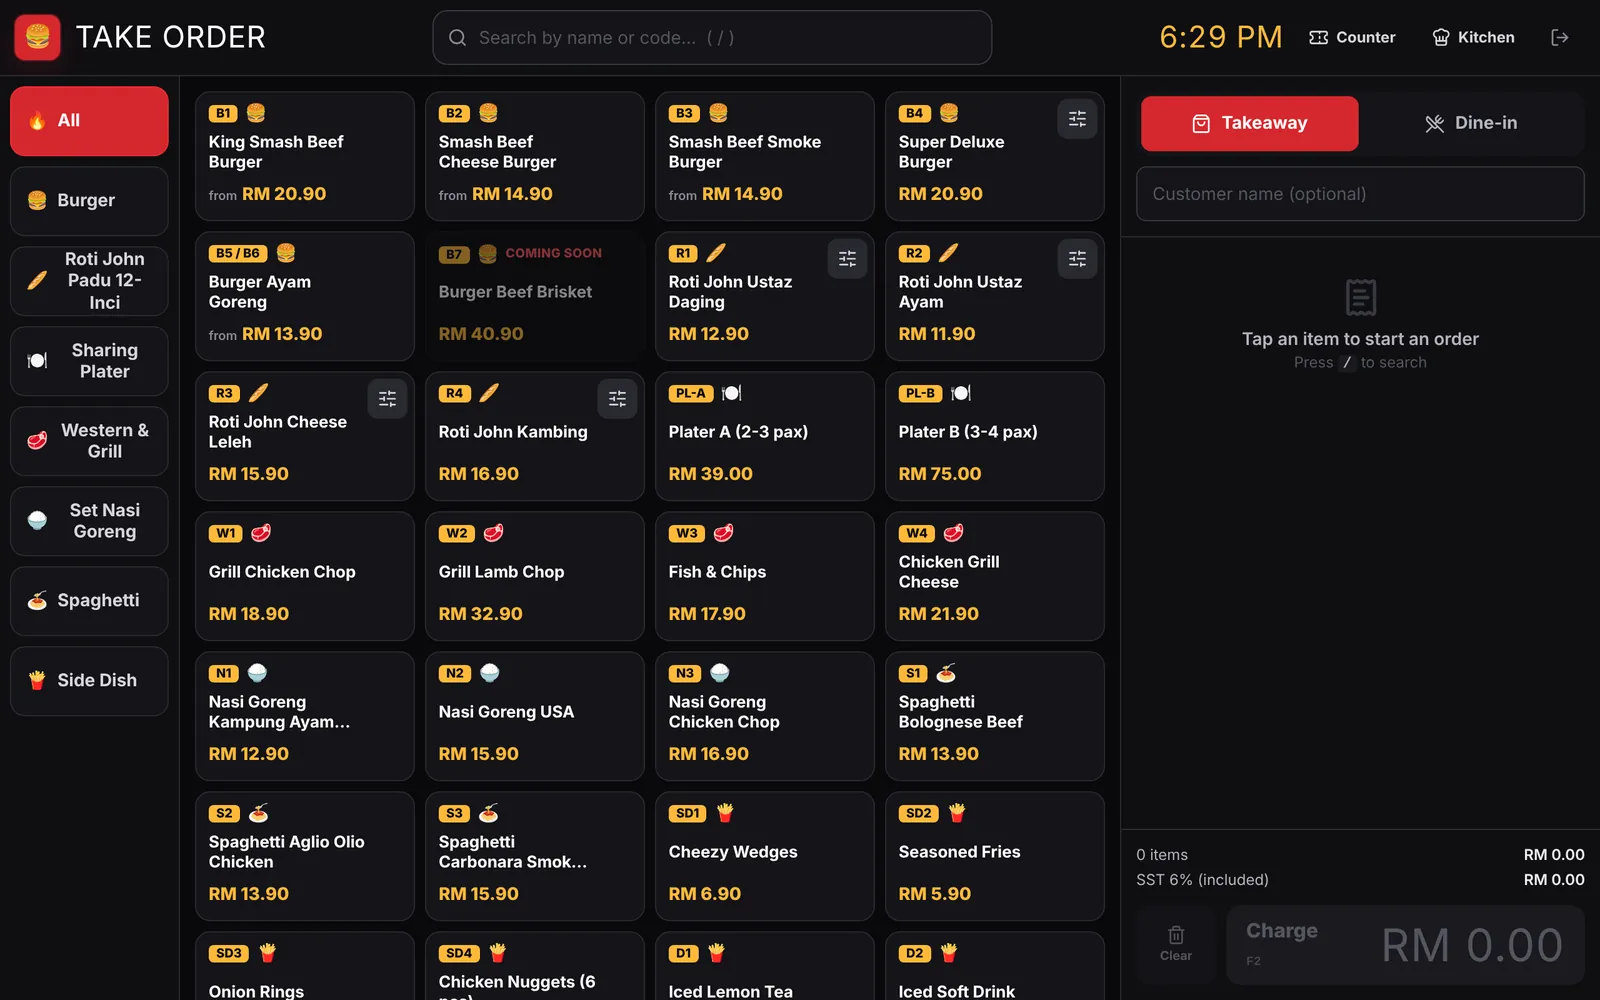 TAKE ORDER
Search by name or code... ( / )
6:29 PM
Counter
Kitchen
All
Burger
Roti John
Padu 12-
Inci
Sharing
Plater
Western &
Grill
Set Nasi
Goreng
Spaghetti
Side Dish
B1
King Smash Beef
Burger
from RM 20.90
B2
Smash Beef
Cheese Burger
from RM 14.90
B3
Smash Beef Smoke
Burger
from RM 14.90
B4
Super Deluxe
Burger
RM 20.90
B5 / B6
Burger Ayam
Goreng
from RM 13.90
B7 COMING SOON
Burger Beef Brisket
RM 40.90
R1
Roti John Ustaz
Daging
RM 12.90
R2
Roti John Ustaz
Ayam
RM 11.90
R3
Roti John Cheese
Leleh
RM 15.90
R4
Roti John Kambing
RM 16.90
PL-A
Plater A (2-3 pax)
RM 39.00
PL-B
Plater B (3-4 pax)
RM 75.00
W1
Grill Chicken Chop
RM 18.90
W2
Grill Lamb Chop
RM 32.90
W3
Fish & Chips
RM 17.90
W4
Chicken Grill
Cheese
RM 21.90
N1
Nasi Goreng
Kampung Ayam...
RM 12.90
N2
Nasi Goreng USA
RM 15.90
N3
Nasi Goreng
Chicken Chop
RM 16.90
S1
Spaghetti
Bolognese Beef
RM 13.90
S2
Spaghetti Aglio Olio
Chicken
RM 13.90
S3
Spaghetti
Carbonara Smok...
RM 15.90
SD1
Cheezy Wedges
RM 6.90
SD2
Seasoned Fries
RM 5.90
SD3
Onion Rings
SD4
Chicken Nuggets (6
pcs)
D1
Iced Lemon Tea
D2
Iced Soft Drink
Takeaway
Dine-in
Customer name (optional)
Tap an item to start an order
Press / to search
0 items RM 0.00
SST 6% (included) RM 0.00
Clear
Charge
F2
RM 0.00